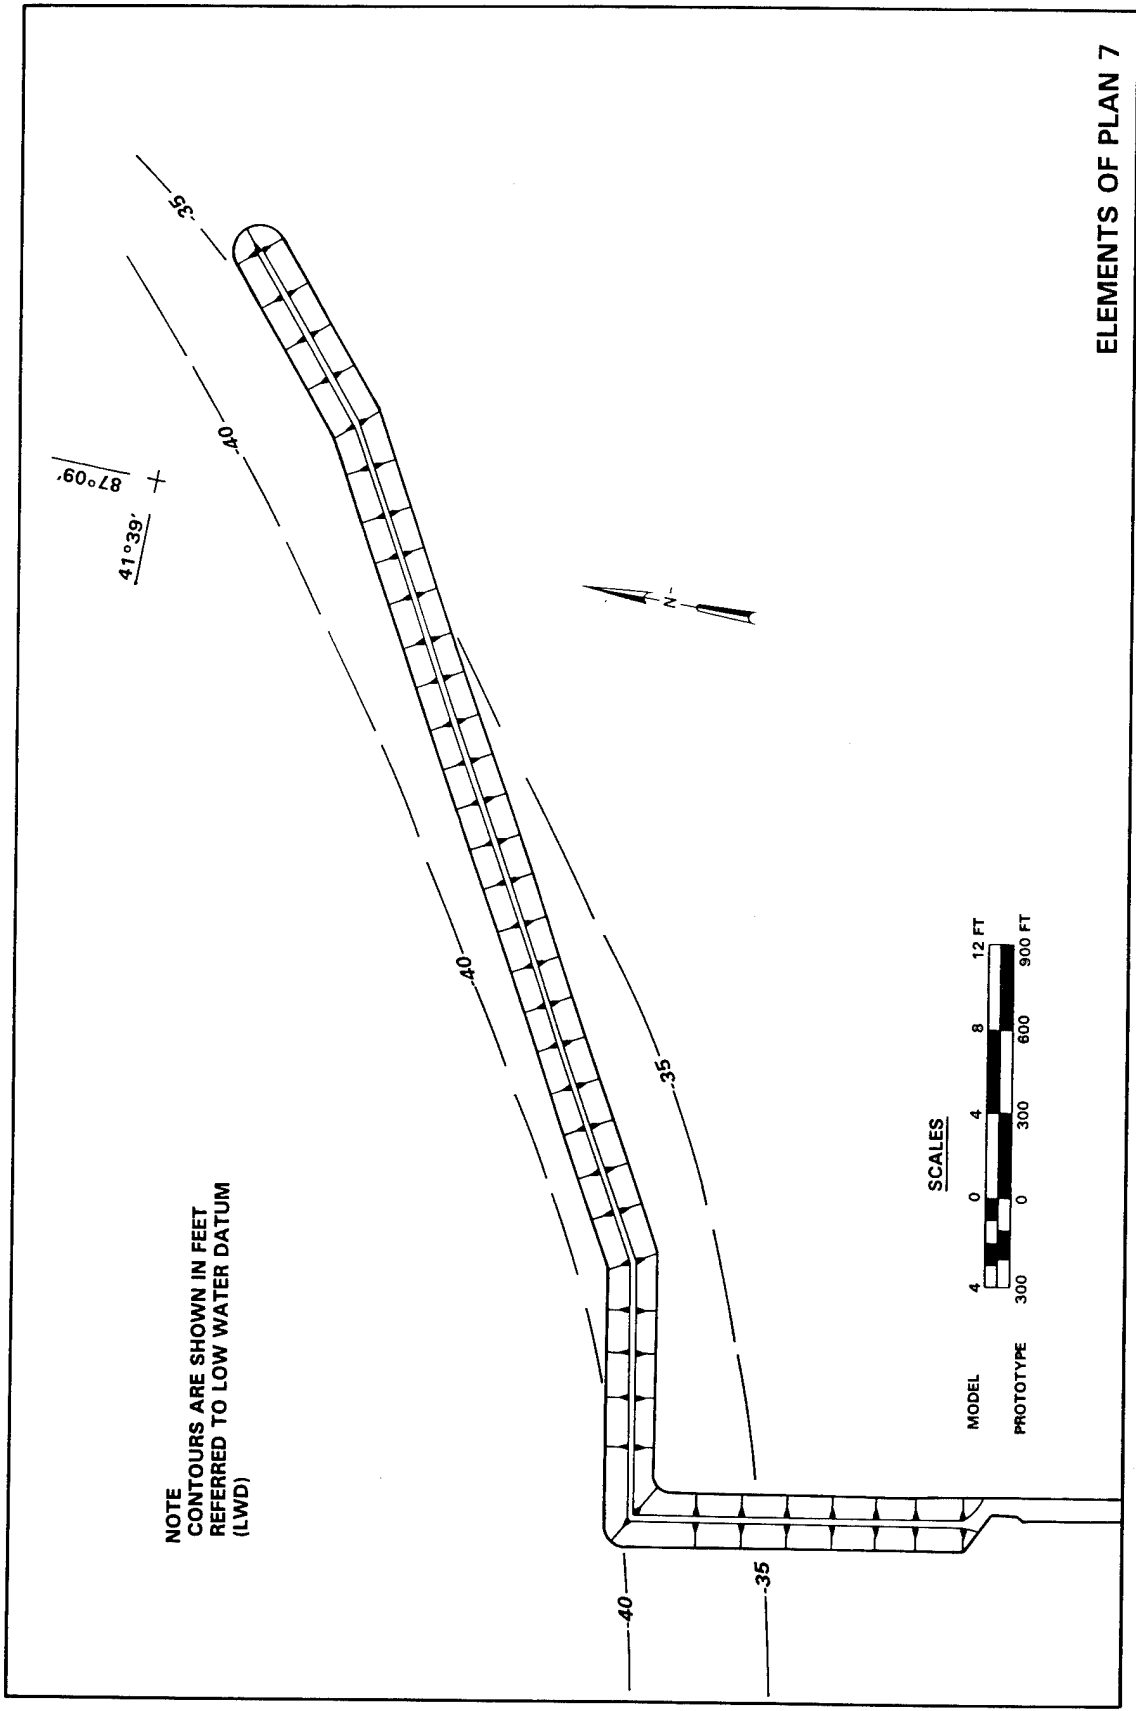 NOTE
CONTOURS ARE SHOWN IN FEET
REFERRED TO LOW WATER DATUM
(LWD)
41°39'
87°09'
-40
-35
-40
-35
-40
-35
N
SCALES
MODEL 4 0 4 8 12 FT
PROTOTYPE 300 0 300 600 900 FT
ELEMENTS OF PLAN 7